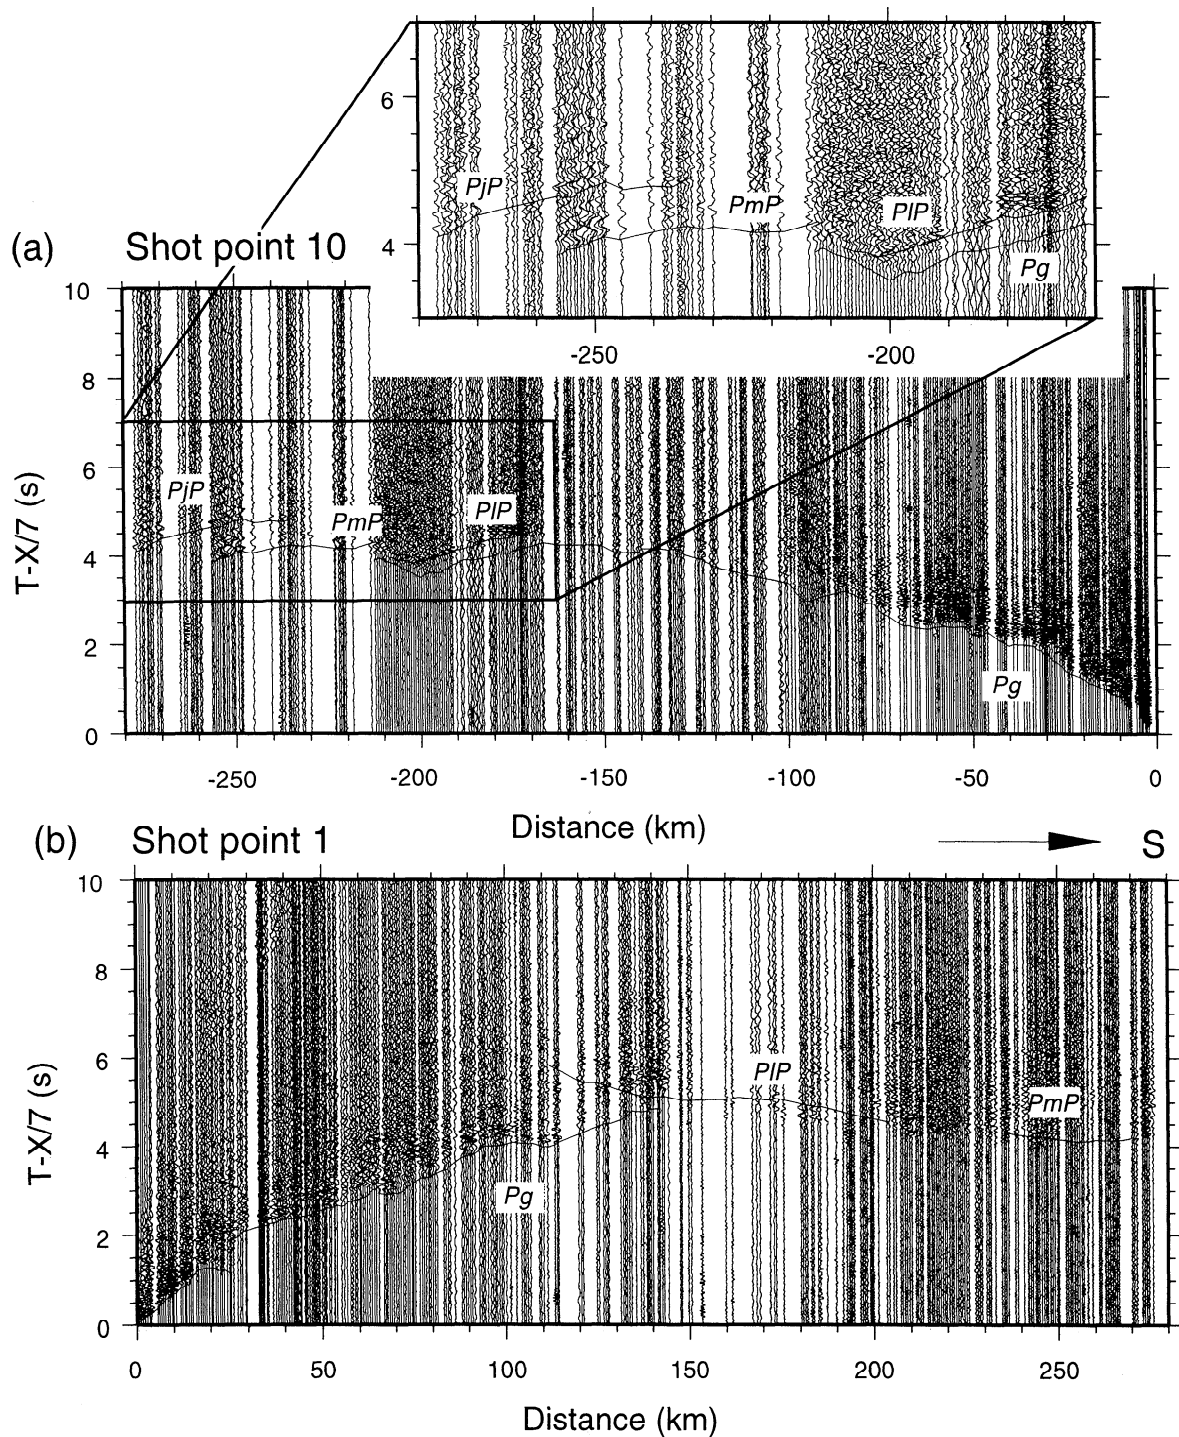 6
PjP
PmP
PlP
4
Pg
(a) Shot point 10
-250 -200
10
8
6
4
2
0
T-X/7 (s)
PjP
PmP
PlP
Pg
-250 -200 -150 -100 -50 0
Distance (km)
(b) Shot point 1
S
10
8
6
4
2
0
T-X/7 (s)
PlP
PmP
Pg
0 50 100 150 200 250
Distance (km)